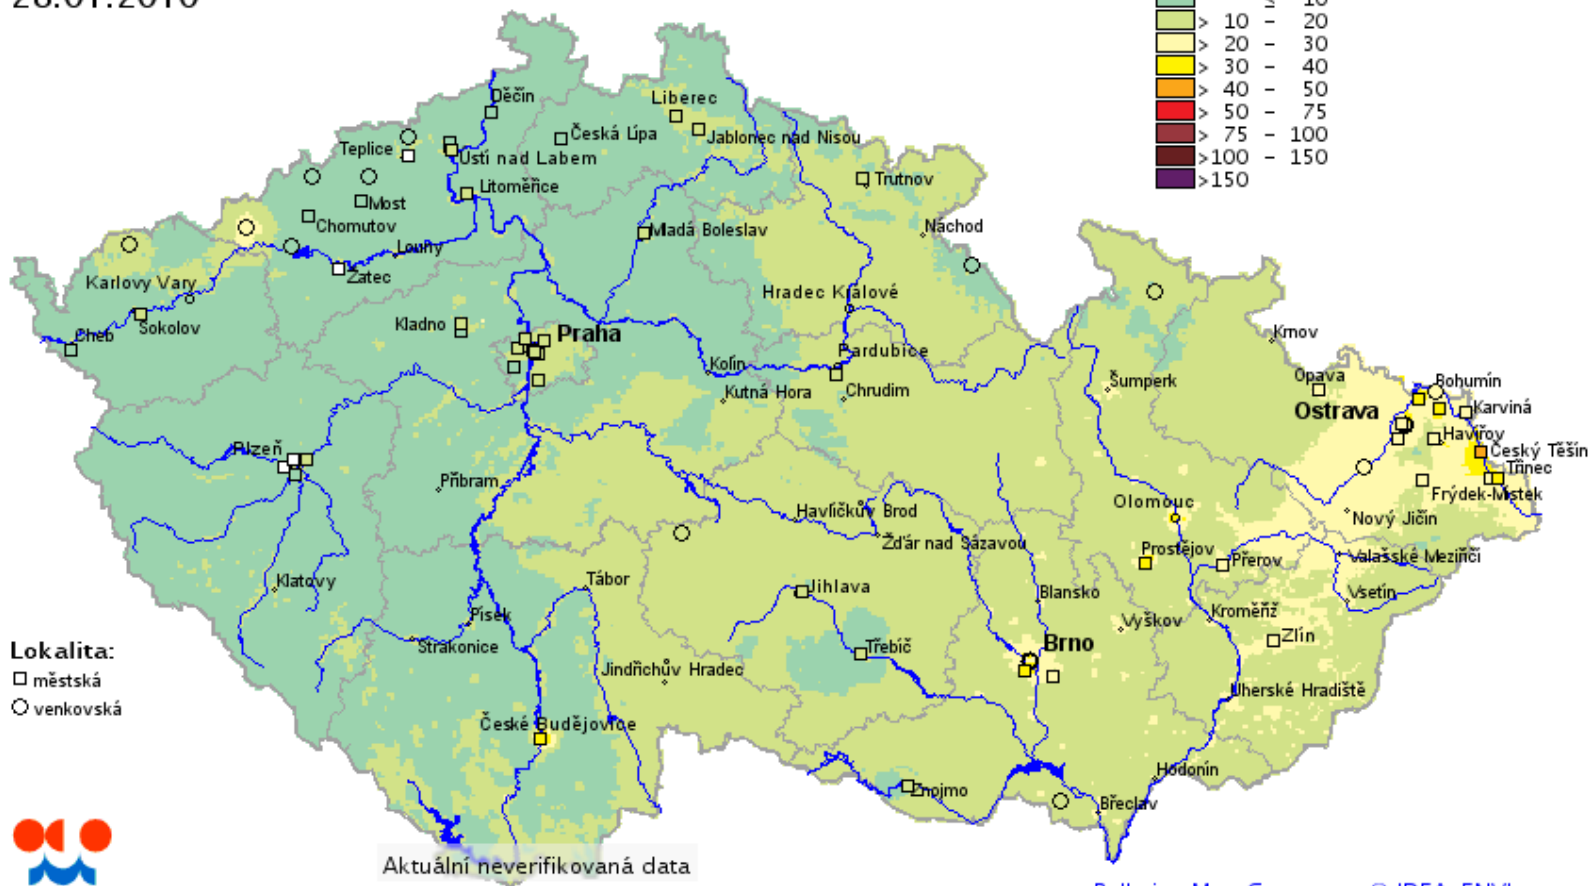 ≤ 10
> 10 – 20
> 20 – 30
> 30 – 40
> 40 – 50
> 50 – 75
> 75 – 100
>100 – 150
>150
Děčín
Liberec
Česká Lípa
Jablonec nad Nisou
Teplice
Ústí nad Labem
Litoměřice
Trutnov
Most
Chomutov
Mladá Boleslav
Náchod
Louny
Žatec
Karlovy Vary
Hradec Králové
Sokolov
Kladno
Praha
Krnov
Cheb
Pardubice
Kolín
Kutná Hora
Chrudim
Šumperk
Opava
Bohumín
Ostrava
Karviná
Havířov
Plzeň
Český Těšín
Třinec
Příbram
Frýdek-Místek
Olomouc
Havlíčkův Brod
Nový Jičín
Žďár nad Sázavou
Prostějov
Přerov
Valašské Meziříčí
Klatovy
Tábor
Jihlava
Blansko
Vsetín
Písek
Vyškov
Kroměříž
Strakonice
Třebíč
Brno
Zlín
Lokalita:
městská
venkovská
Jindřichův Hradec
Uherské Hradiště
České Budějovice
Hodonín
Znojmo
Břeclav
Aktuální neverifikovaná data